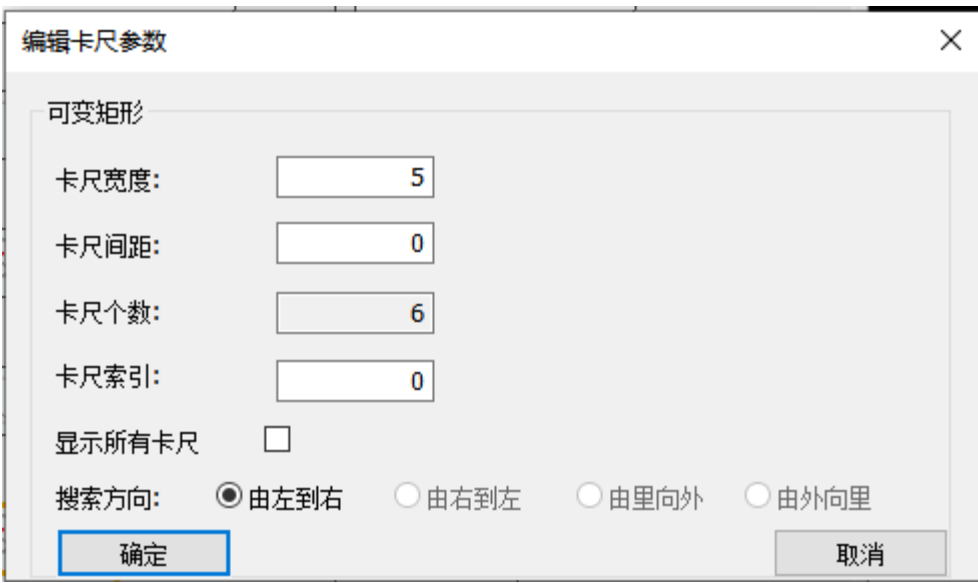 编辑卡尺参数
可变矩形
卡尺宽度: 5
卡尺间距: 0
卡尺个数: 6
卡尺索引: 0
显示所有卡尺
搜索方向: 由左到右 由右到左 由里向外 由外向里
确定 取消